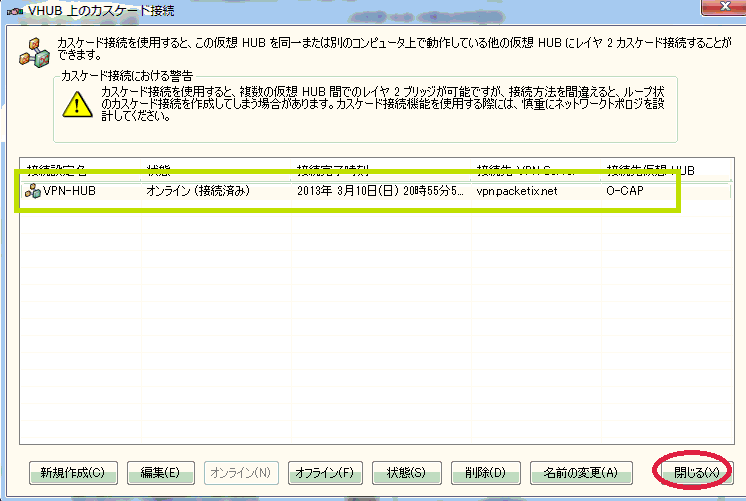 VHUB 上のカスケード接続
カスケード接続を使用すると、この仮想 HUB を同一または別のコンピュータ上で動作している他の仮想 HUB にレイヤ 2 カスケード接続することが
できます。
カスケード接続における警告
カスケード接続を使用すると、複数の仮想 HUB 間でのレイヤ 2 ブリッジが可能ですが、接続方法を間違えると、ループ状
のカスケード接続を作成してしまう場合があります。カスケード接続機能を使用する際には、慎重にネットワークトポロジを設
計してください。
接続設定名 状態 接続完了時刻 接続先 VPN Server 接続先仮想 HUB
VPN-HUB オンライン (接続済み) 2013年 3月10日(日) 20時55分5... vpn.packetix.net O-CAP
新規作成(C) 編集(E) オンライン(N) オフライン(F) 状態(S) 削除(D) 名前の変更(A) 閉じる(X)